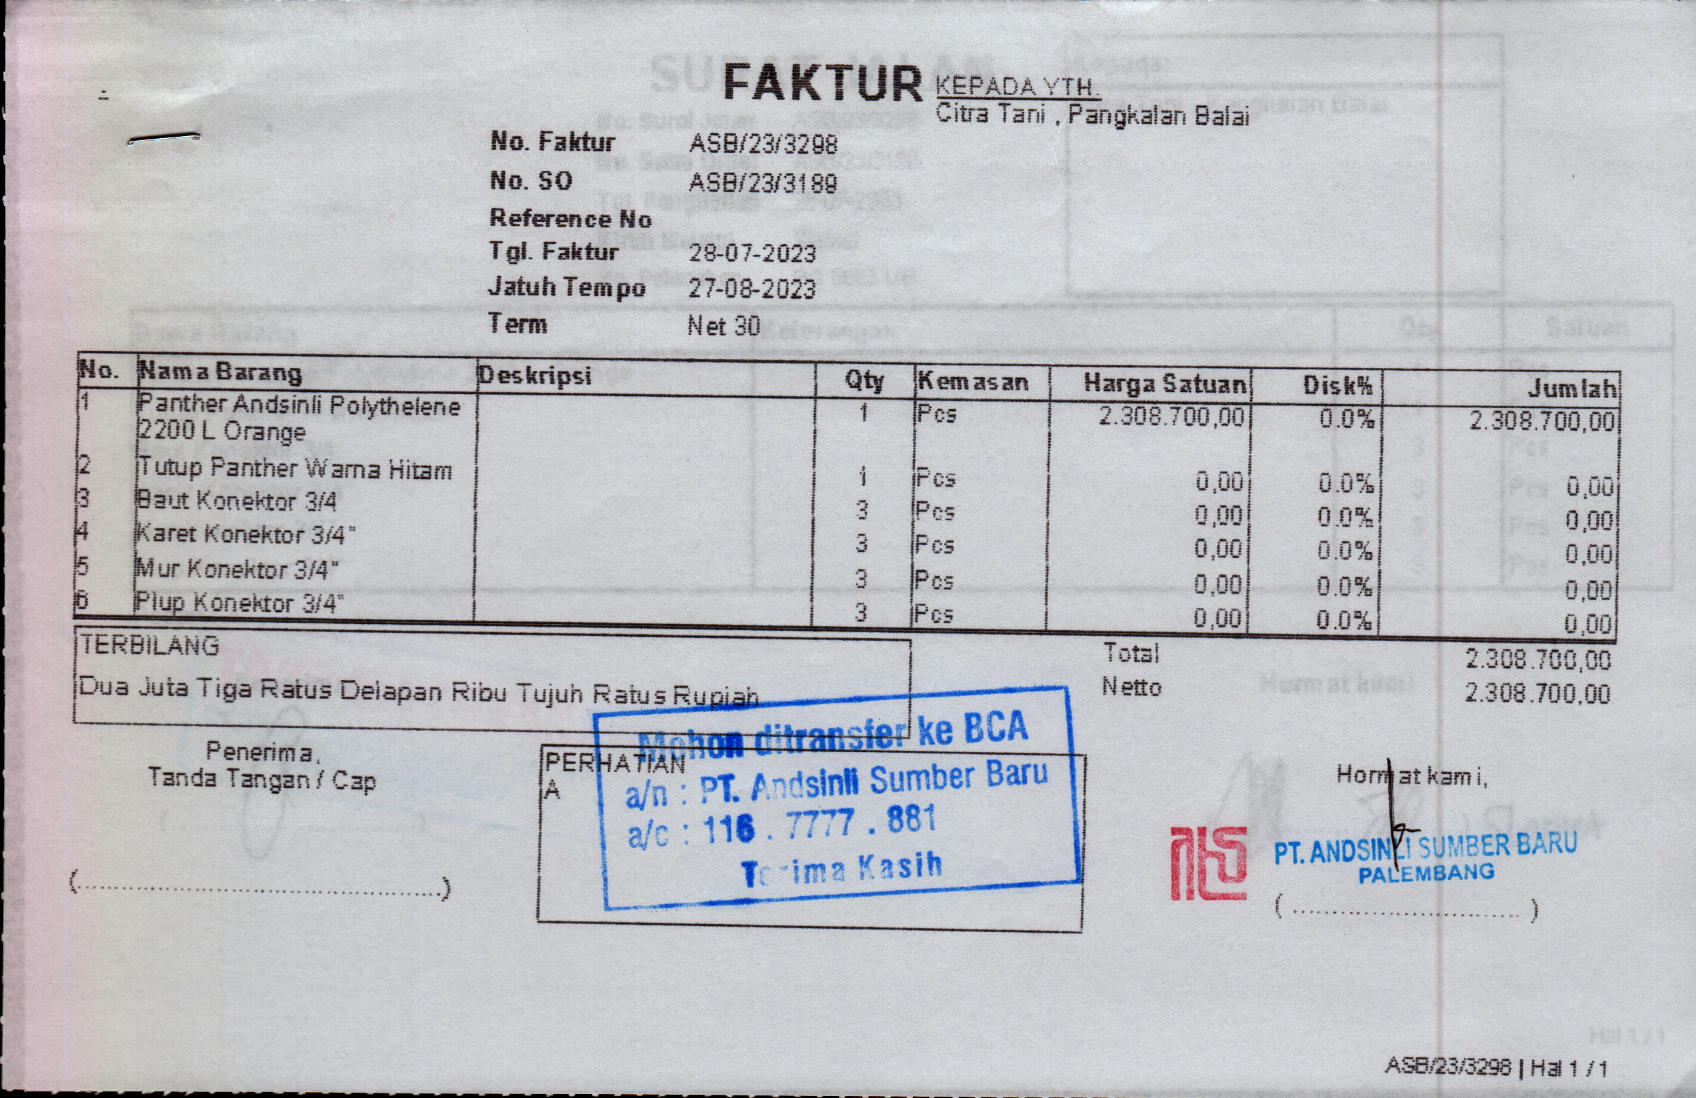 FAKTUR
KEPADA YTH.
Citra Tani , Pangkalan Balai
No. Faktur ASB/23/3298
No. SO ASB/23/3189
Reference No
Tgl. Faktur 28-07-2023
Jatuh Tempo 27-08-2023
Term Net 30
No. Nama Barang Deskripsi Qty Kemasan Harga Satuan Disk% Jumlah
1 Panther Andsinli Polythelene 1 Pcs 2.308.700,00 0.0% 2.308.700,00
2200 L Orange
2 Tutup Panther Warna Hitam 1 Pcs 0,00 0.0% 0,00
3 Baut Konektor 3/4 3 Pcs 0,00 0.0% 0,00
4 Karet Konektor 3/4" 3 Pcs 0,00 0.0% 0,00
5 Mur Konektor 3/4" 3 Pcs 0,00 0.0% 0,00
6 Plup Konektor 3/4" 3 Pcs 0,00 0.0% 0,00
TERBILANG
Dua Juta Tiga Ratus Delapan Ribu Tujuh Ratus Rupiah
Total 2.308.700,00
Netto 2.308.700,00
Penerima,
Tanda Tangan / Cap
(........................................)
PERHATIAN
A
Mohon ditransfer ke BCA
a/n : PT. Andsinli Sumber Baru
a/c : 116 . 7777 . 881
Terima Kasih
Hormat kami,
PT. ANDSINLI SUMBER BARU
PALEMBANG
( ............................ )
ASB/23/3298 | Hal 1 / 1